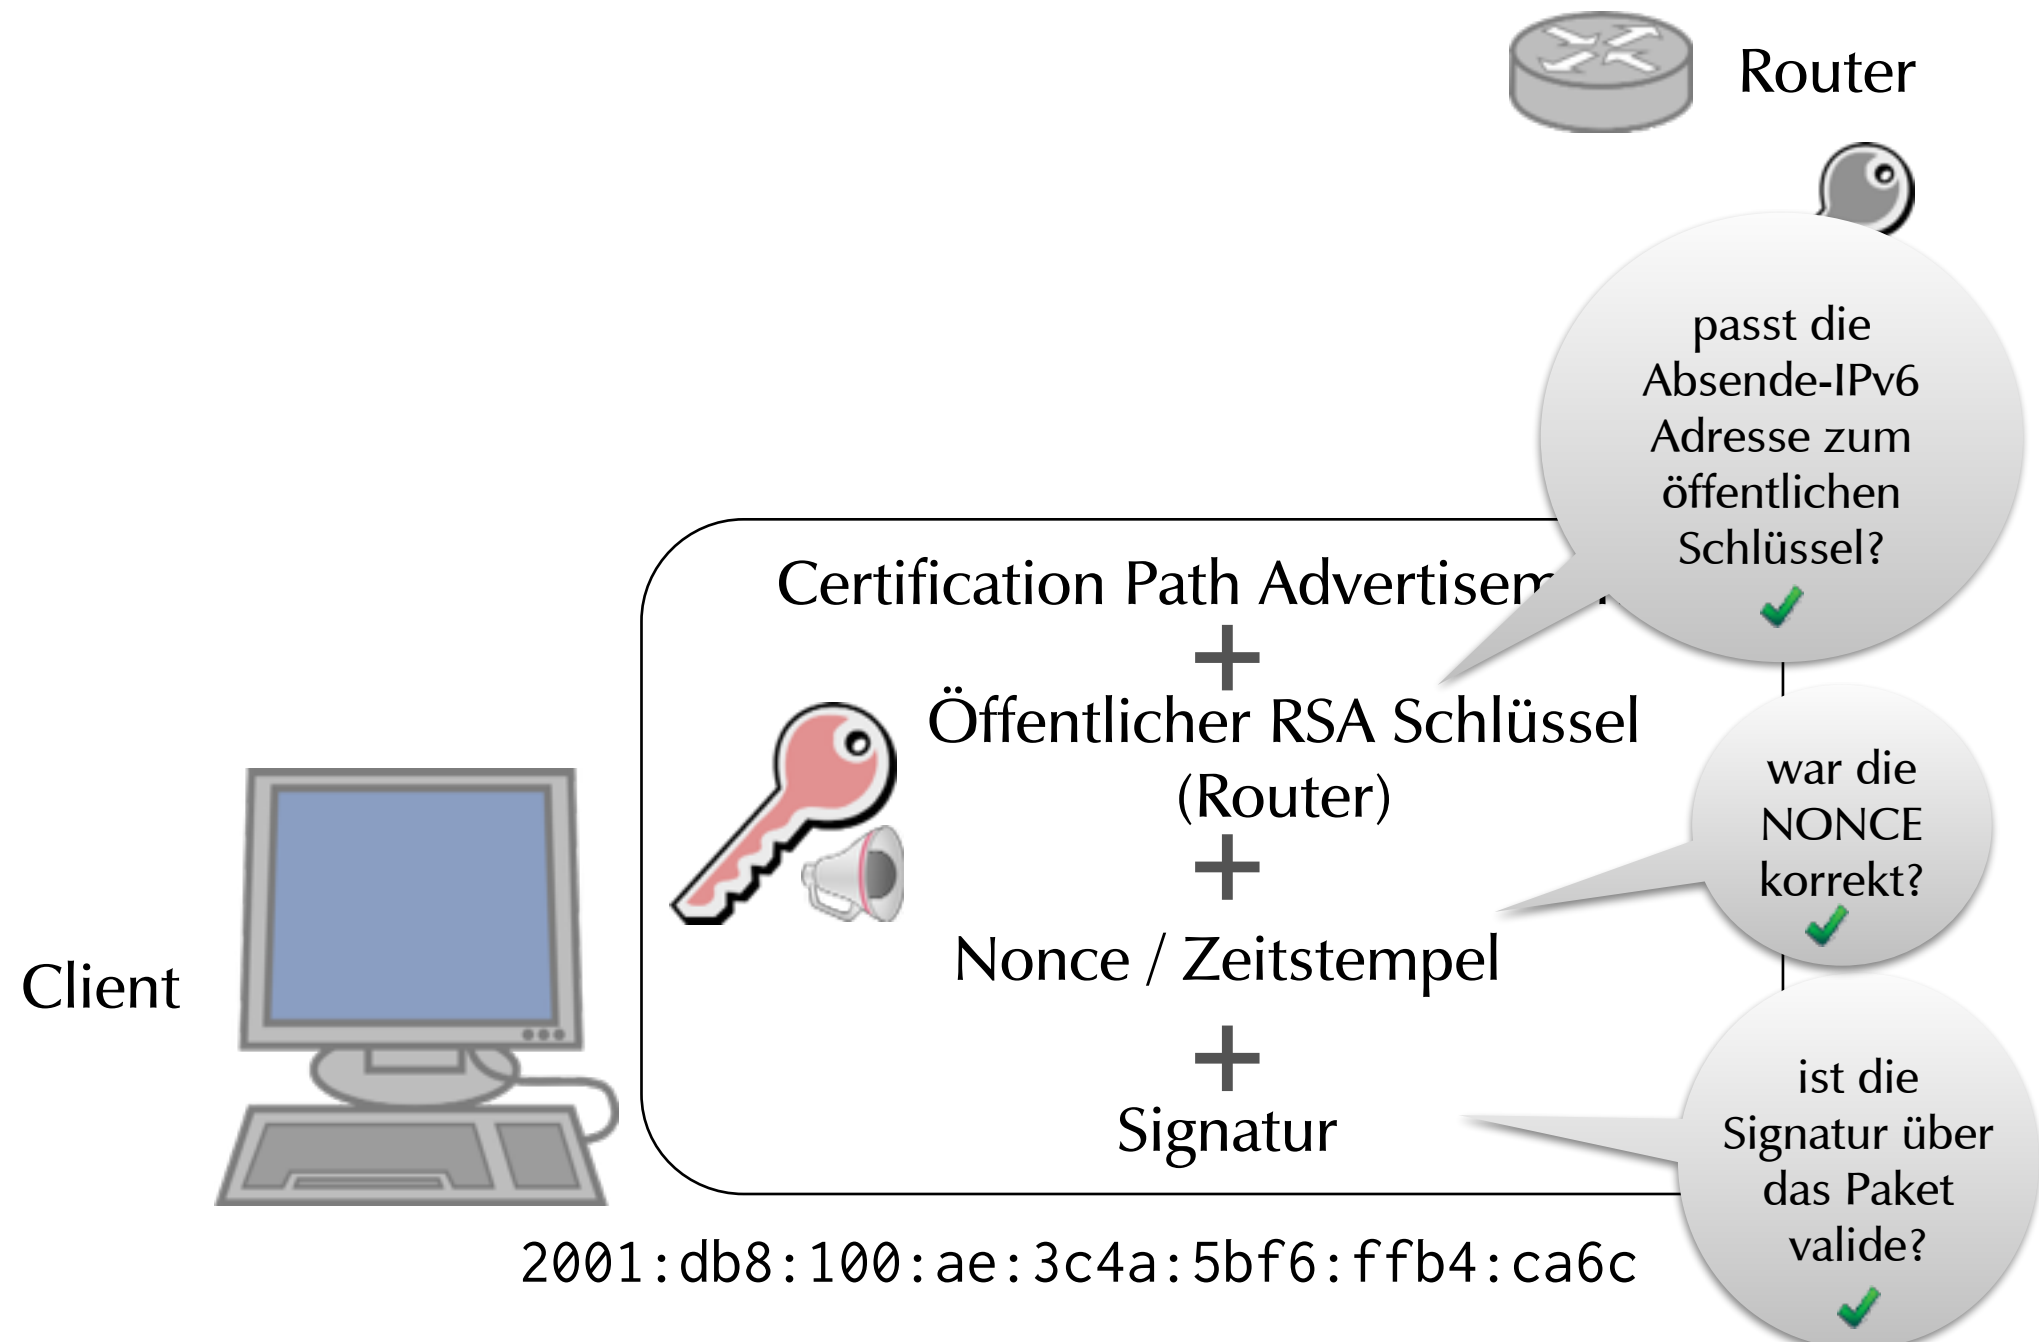 Router
passt die
Absende-IPv6
Adresse zum
öffentlichen
Schlüssel?
Certification Path Advertisem
Öffentlicher RSA Schlüssel
(Router)
war die
NONCE
korrekt?
Nonce / Zeitstempel
Client
ist die
Signatur über
das Paket
valide?
Signatur
2001:db8:100:ae:3c4a:5bf6:ffb4:ca6c